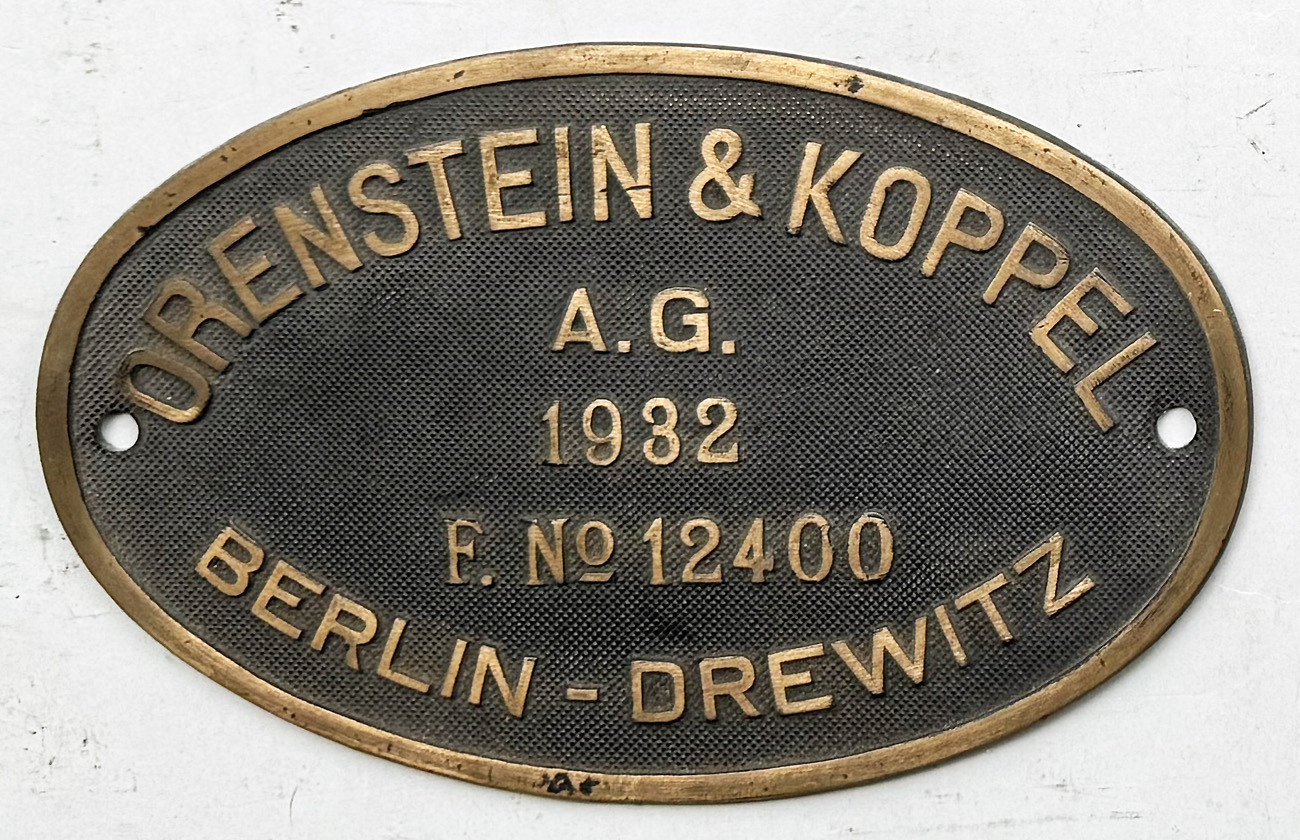 ORENSTEIN & KOPPEL
A.G.
1932
F. Nº 12400
BERLIN - DREWITZ